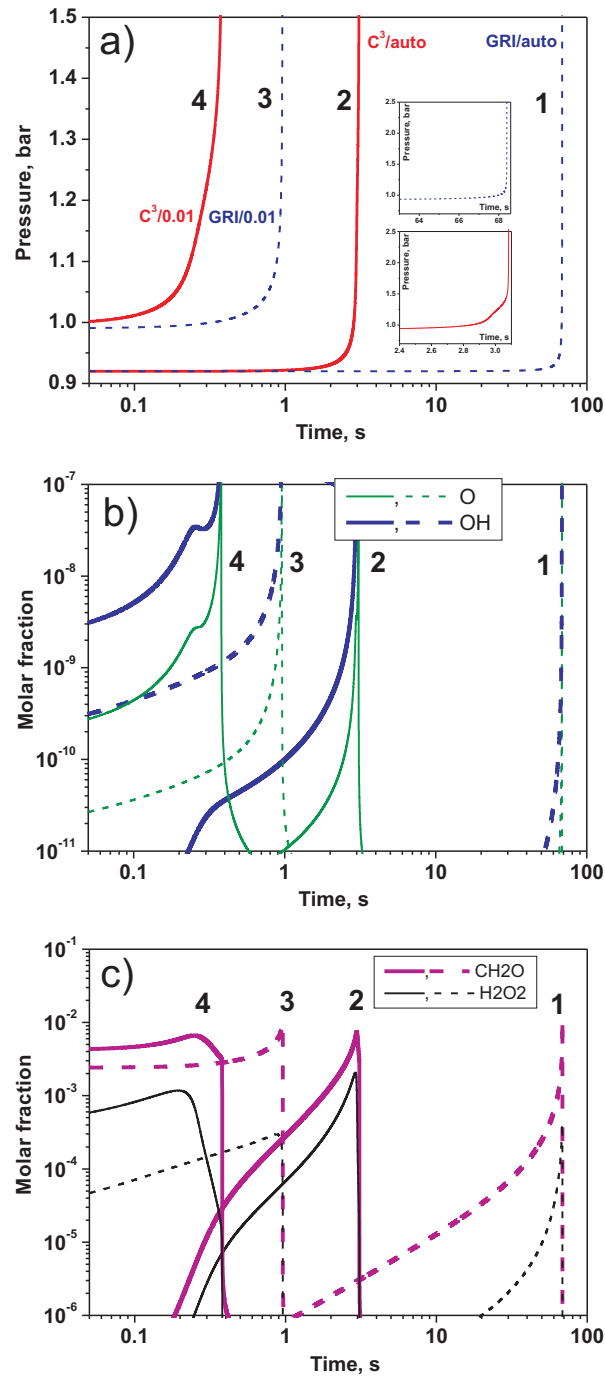 a)
C³/auto
GRI/auto
4
3
2
1
C³/0.01
GRI/0.01
Pressure, bar
1.5
1.4
1.3
1.2
1.1
1.0
0.9
0.1
1
10
100
Time, s
Pressure, bar
2.5
2.0
1.5
1.0
64
66
68
Time, s
Pressure, bar
2.5
2.0
1.5
1.0
2.4
2.6
2.8
3.0
Time, s
b)
, O
, OH
4
3
2
1
Molar fraction
10⁻⁷
10⁻⁸
10⁻⁹
10⁻¹⁰
10⁻¹¹
0.1
1
10
100
Time, s
c)
, CH2O
, H2O2
4
3
2
1
Molar fraction
10⁻¹
10⁻²
10⁻³
10⁻⁴
10⁻⁵
10⁻⁶
0.1
1
10
100
Time, s